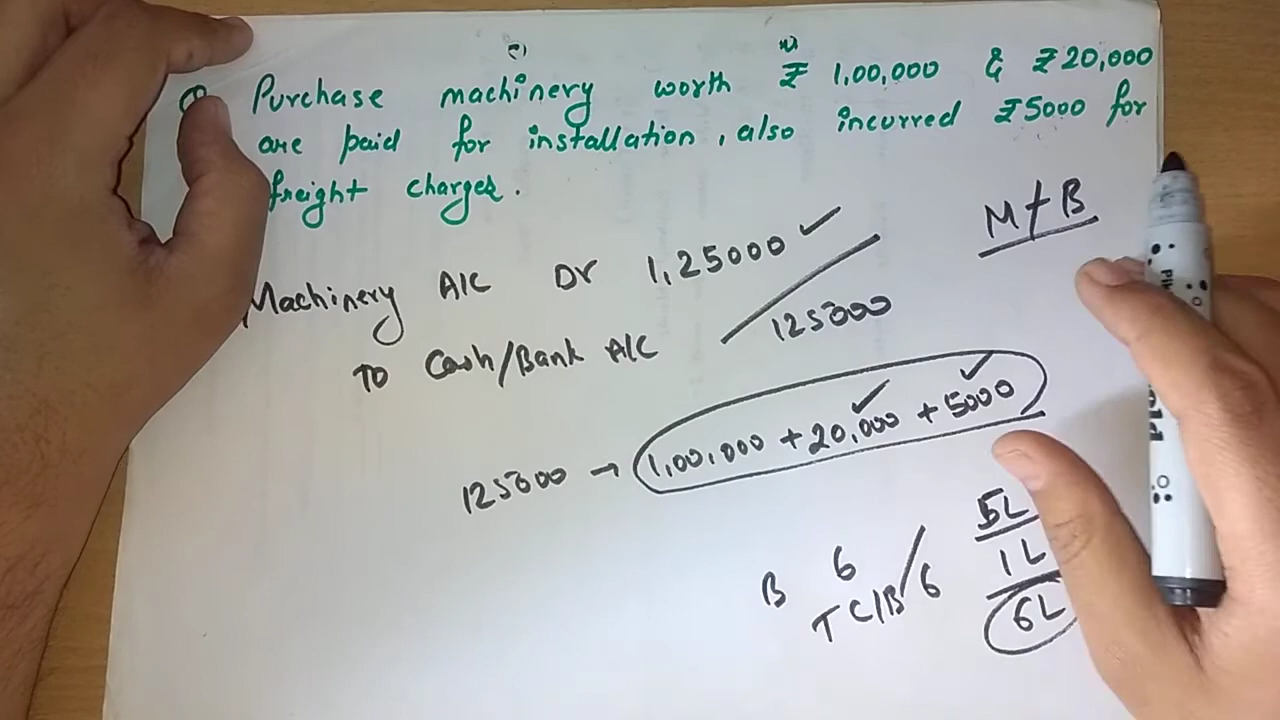 Q Purchase machinery worth ₹ 1,00,000 & ₹20,000
are paid for installation, also incurred ₹5000 for
freight charges.
M + B
Machinery A/C Dr 1,25000 ✓
To Cash/Bank A/C 125000
125000 → 1,00,000 + 20,000 + 5000
5L
1L
6L
B 6
T C/B 6